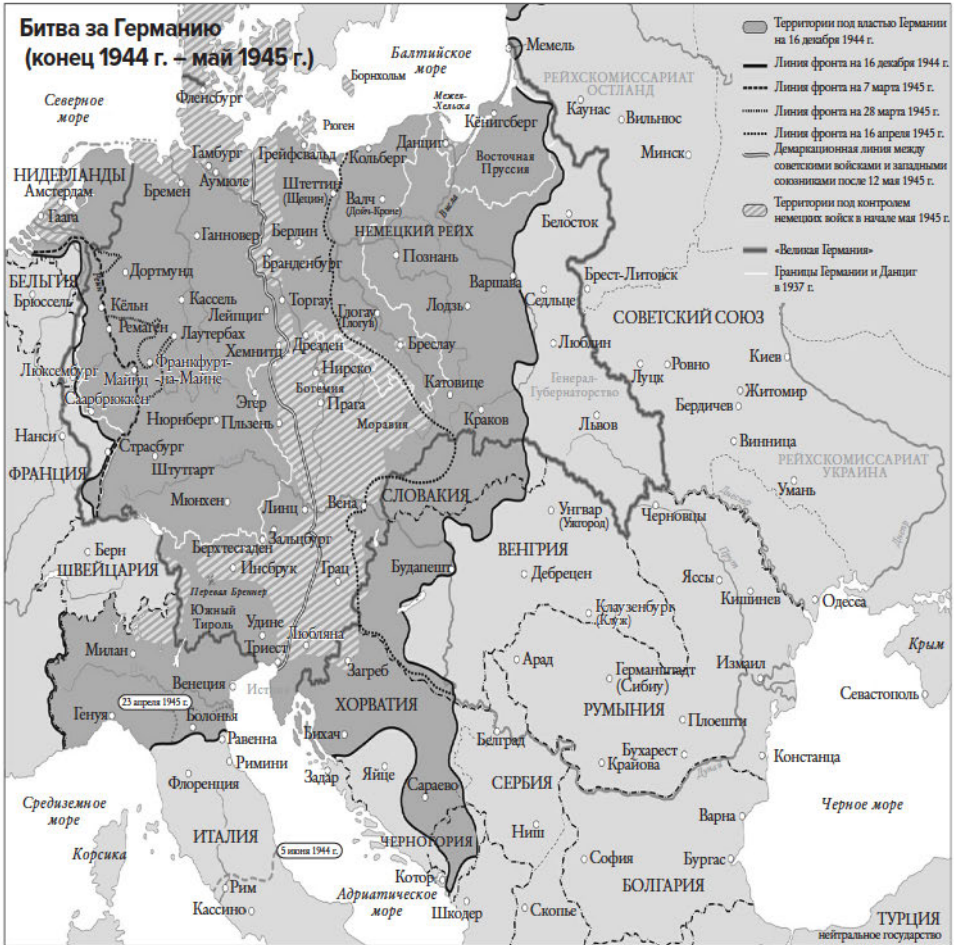 Битва за Германию
(конец 1944 г. – май 1945 г.)
Территории под властью Германии
на 16 декабря 1944 г.
Линия фронта на 16 декабря 1944 г.
Линия фронта на 7 марта 1945 г.
Линия фронта на 28 марта 1945 г.
Линия фронта на 16 апреля 1945 г.
Демаркационная линия между
советскими войсками и западными
союзниками после 12 мая 1945 г.
Территории под контролем
немецких войск в начале мая 1945 г.
«Великая Германия»
Границы Германии и Данциг
в 1937 г.
Балтийское
море
Мемель
Борнхольм
РЕЙХСКОМИССАРИАТ
ОСТЛАНД
Северное
море
Фленсбург
Каунас
Вильнюс
Рюген
Кёнигсберг
Гамбург
Грейфсвальд
Кольберг
Данциг
Восточная
Пруссия
Минск
НИДЕРЛАНДЫ
Амстердам
Гаага
Бремен
Аумюле
Штеттин
(Щецин)
Валч
(Дойч-Кроне)
Висла
Белосток
Ганновер
Берлин
НЕМЕЦКИЙ РЕЙХ
Бранденбург
Познань
Варшава
Брест-Литовск
БЕЛЬГИЯ
Брюссель
Дортмунд
Кёльн
Кассель
Торгау
Глогау
(Глогув)
Лодзь
Седльце
СОВЕТСКИЙ СОЮЗ
Ремаген
Лейпциг
Лаутербах
Хемнитц
Дрезден
Бреслау
Люблин
Киев
Люксембург
Франкфурт-
-на-Майне
Майнц
Нирско
Богемия
Катовице
Генерал-
Губернаторство
Луцк
Ровно
Житомир
Саарбрюккен
Эгер
Прага
Бердичев
Нюрнберг
Пльзень
Моравия
Краков
Львов
Нанси
Страсбург
Винница
ФРАНЦИЯ
Штутгарт
РЕЙХСКОМИССАРИАТ
УКРАИНА
Умань
Мюнхен
Линц
Вена
СЛОВАКИЯ
Унгвар
(Ужгород)
Черновцы
Днестр
Днепр
Берн
ШВЕЙЦАРИЯ
Зальцбург
Берхтесгаден
Инсбрук
Грац
Будапешт
ВЕНГРИЯ
Дебрецен
Прут
Яссы
Кишинев
Одесса
Перевал Бреннер
Южный
Тироль
Удине
Любляна
Клаузенбург
(Клуж)
Крым
Милан
Триест
Загреб
Арад
Германштадт
(Сибиу)
Измаил
Севастополь
Венеция
23 апреля 1945 г.
ХОРВАТИЯ
РУМЫНИЯ
Плоешти
Генуя
Болонья
Бихач
Белград
Равенна
Римини
Бухарест
Крайова
Дунай
Констанца
Флоренция
Задар
Яйце
Сараево
СЕРБИЯ
Средиземное
море
Черное море
Варна
ИТАЛИЯ
ЧЕРНОГОРИЯ
Ниш
Корсика
5 июня 1944 г.
София
Бургас
Рим
Адриатическое
море
Котор
БОЛГАРИЯ
Кассино
Шкодер
Скопье
ТУРЦИЯ
нейтральное государство